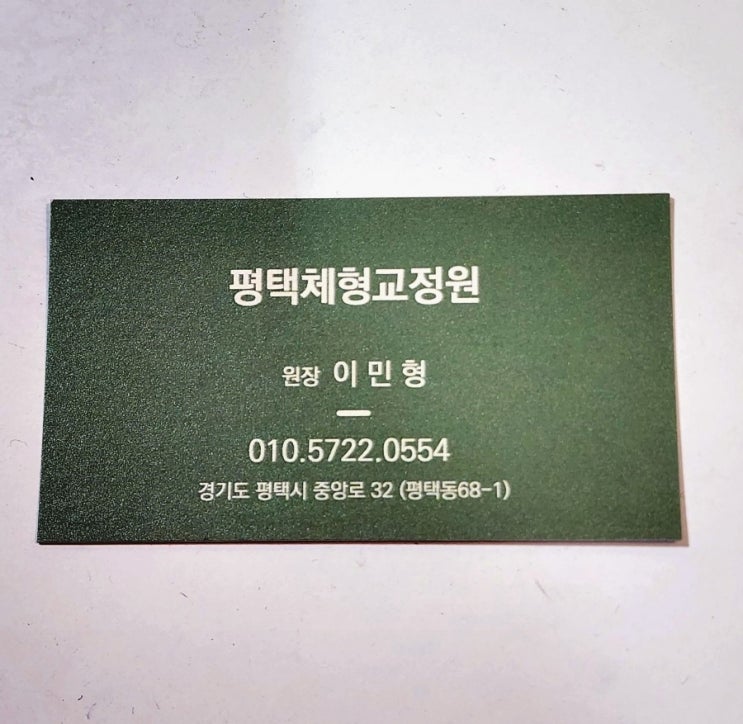 평택체형교정원
원장 이민형
010.5722.0554
경기도 평택시 중앙로 32 (평택동68-1)